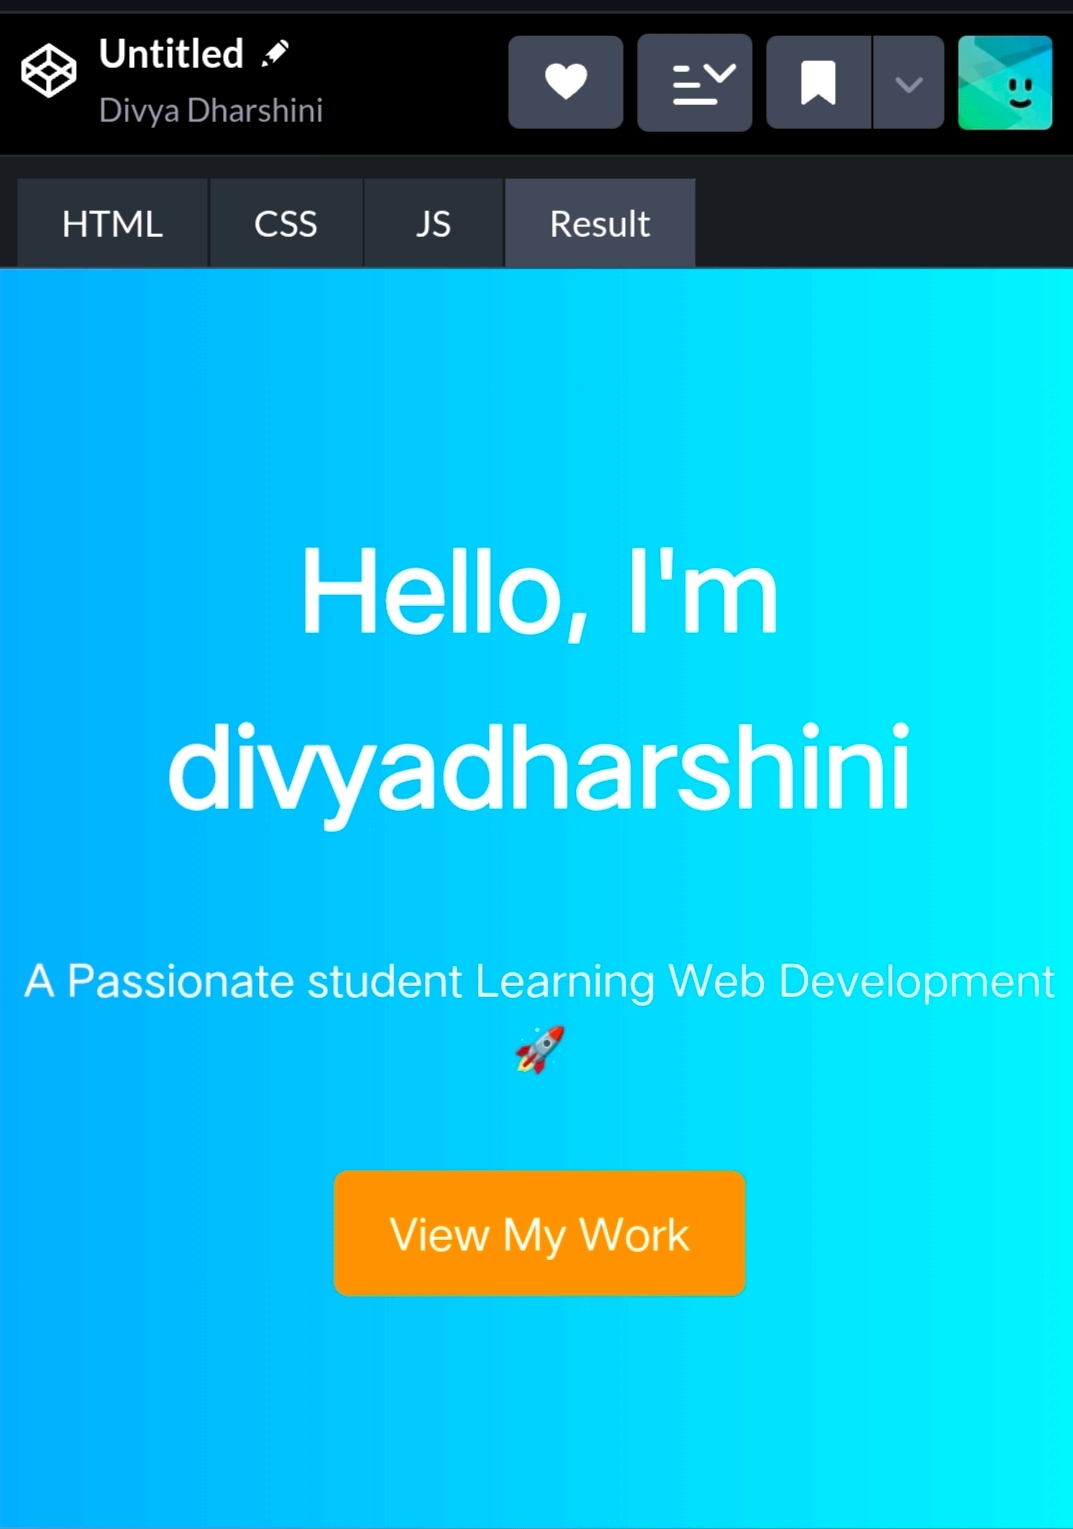 Untitled
Divya Dharshini
HTML CSS JS Result
Hello, I'm
divyadharshini
A Passionate student Learning Web Development
🚀
View My Work